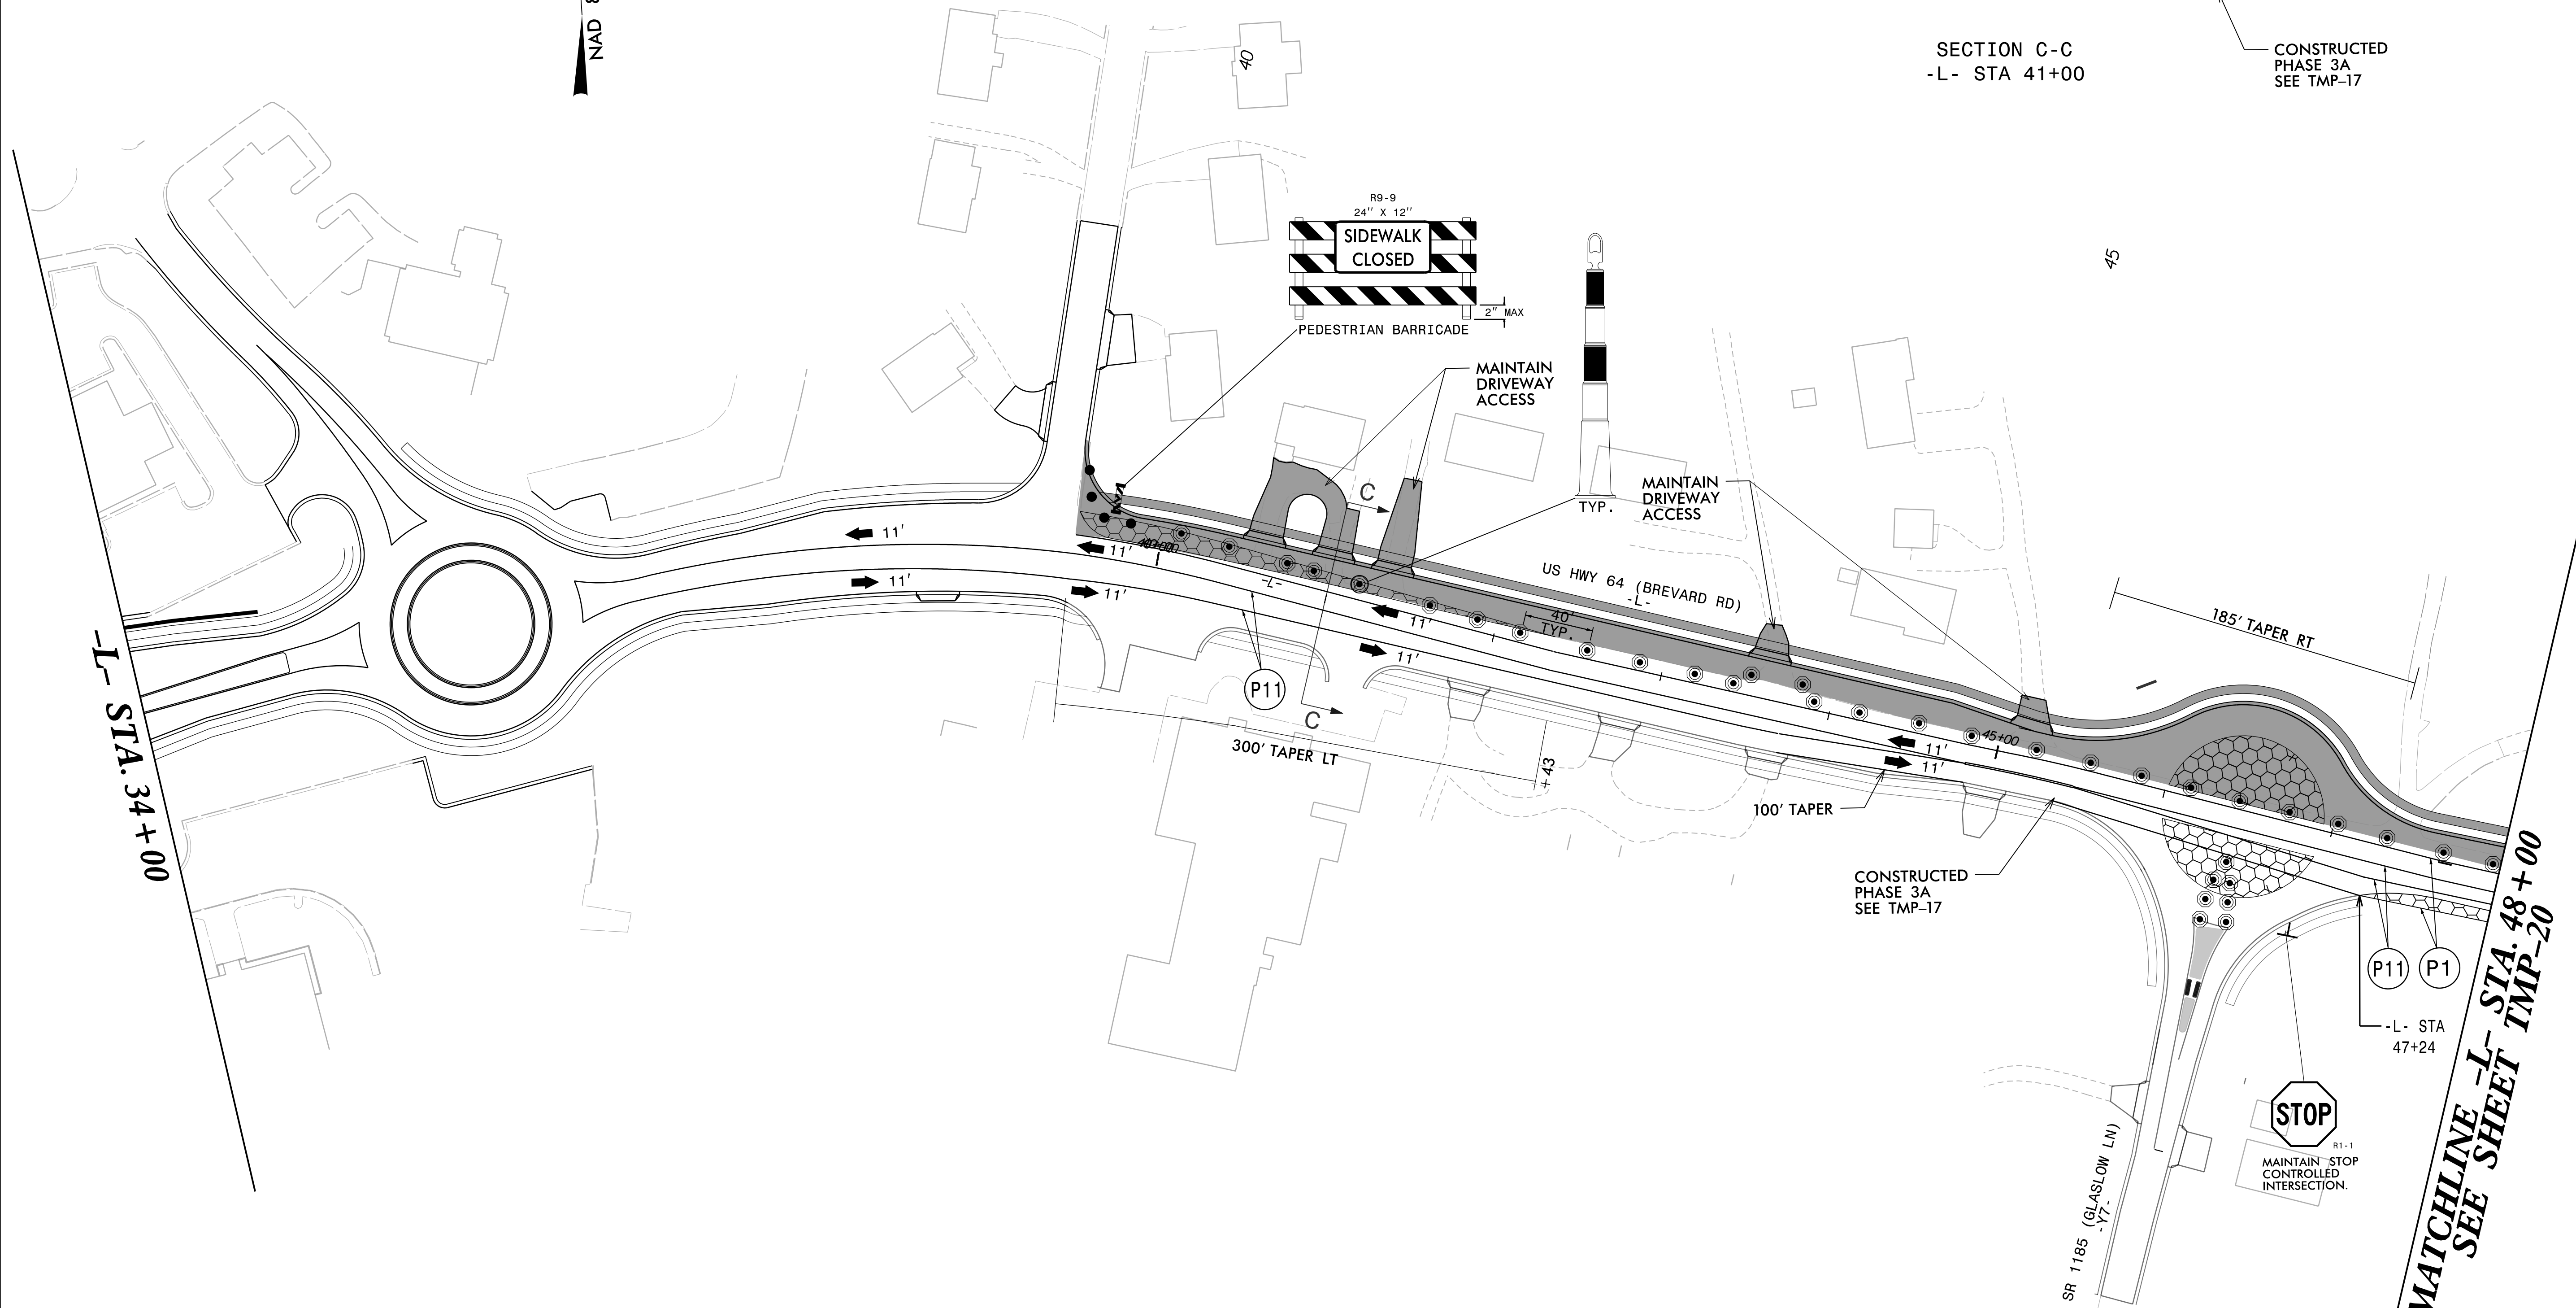 NAD 8
40
SECTION C-C
-L- STA 41+00
CONSTRUCTED
PHASE 3A
SEE TMP-17
R9-9
24" X 12"
SIDEWALK
CLOSED
2" MAX
PEDESTRIAN BARRICADE
MAINTAIN
DRIVEWAY
ACCESS
45
TYP.
MAINTAIN
DRIVEWAY
ACCESS
C
11'
11'
11'
11'
-L-
US HWY 64 (BREVARD RD)
-L-
40'
TYP.
11'
11'
185' TAPER RT
P11
C
300' TAPER LT
+43
45+00
11'
11'
100' TAPER
CONSTRUCTED
PHASE 3A
SEE TMP-17
-L- STA. 34+00
P11
P1
-L- STA
47+24
STOP
R1-1
MAINTAIN STOP
CONTROLLED
INTERSECTION.
SR 1185 (GLASLOW LN)
-Y7-
MATCHLINE -L- STA. 48+00
SEE SHEET TMP-20